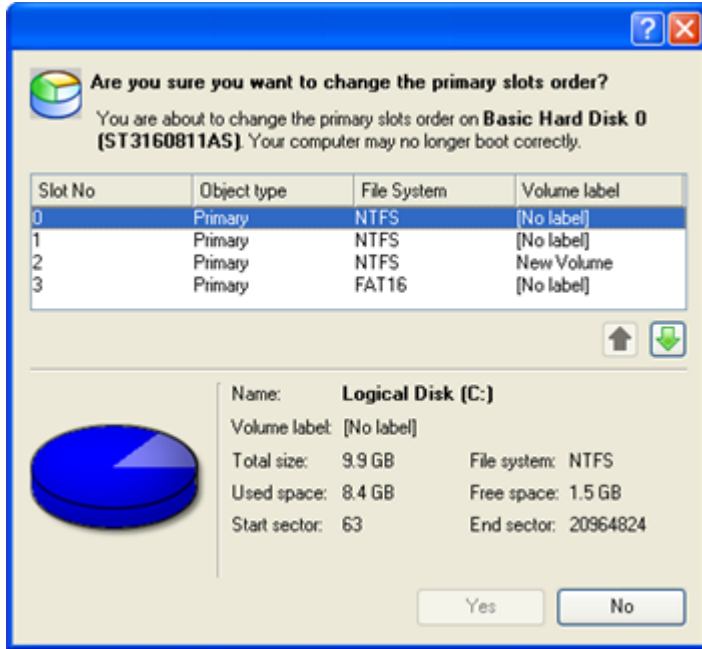 Are you sure you want to change the primary slots order?
You are about to change the primary slots order on Basic Hard Disk 0
(ST3160811AS). Your computer may no longer boot correctly.
Slot No Object type File System Volume label
0 Primary NTFS [No label]
1 Primary NTFS [No label]
2 Primary NTFS New Volume
3 Primary FAT16 [No label]
Name: Logical Disk (C:)
Volume label: [No label]
Total size: 9.9 GB File system: NTFS
Used space: 8.4 GB Free space: 1.5 GB
Start sector: 63 End sector: 20964824
Yes No